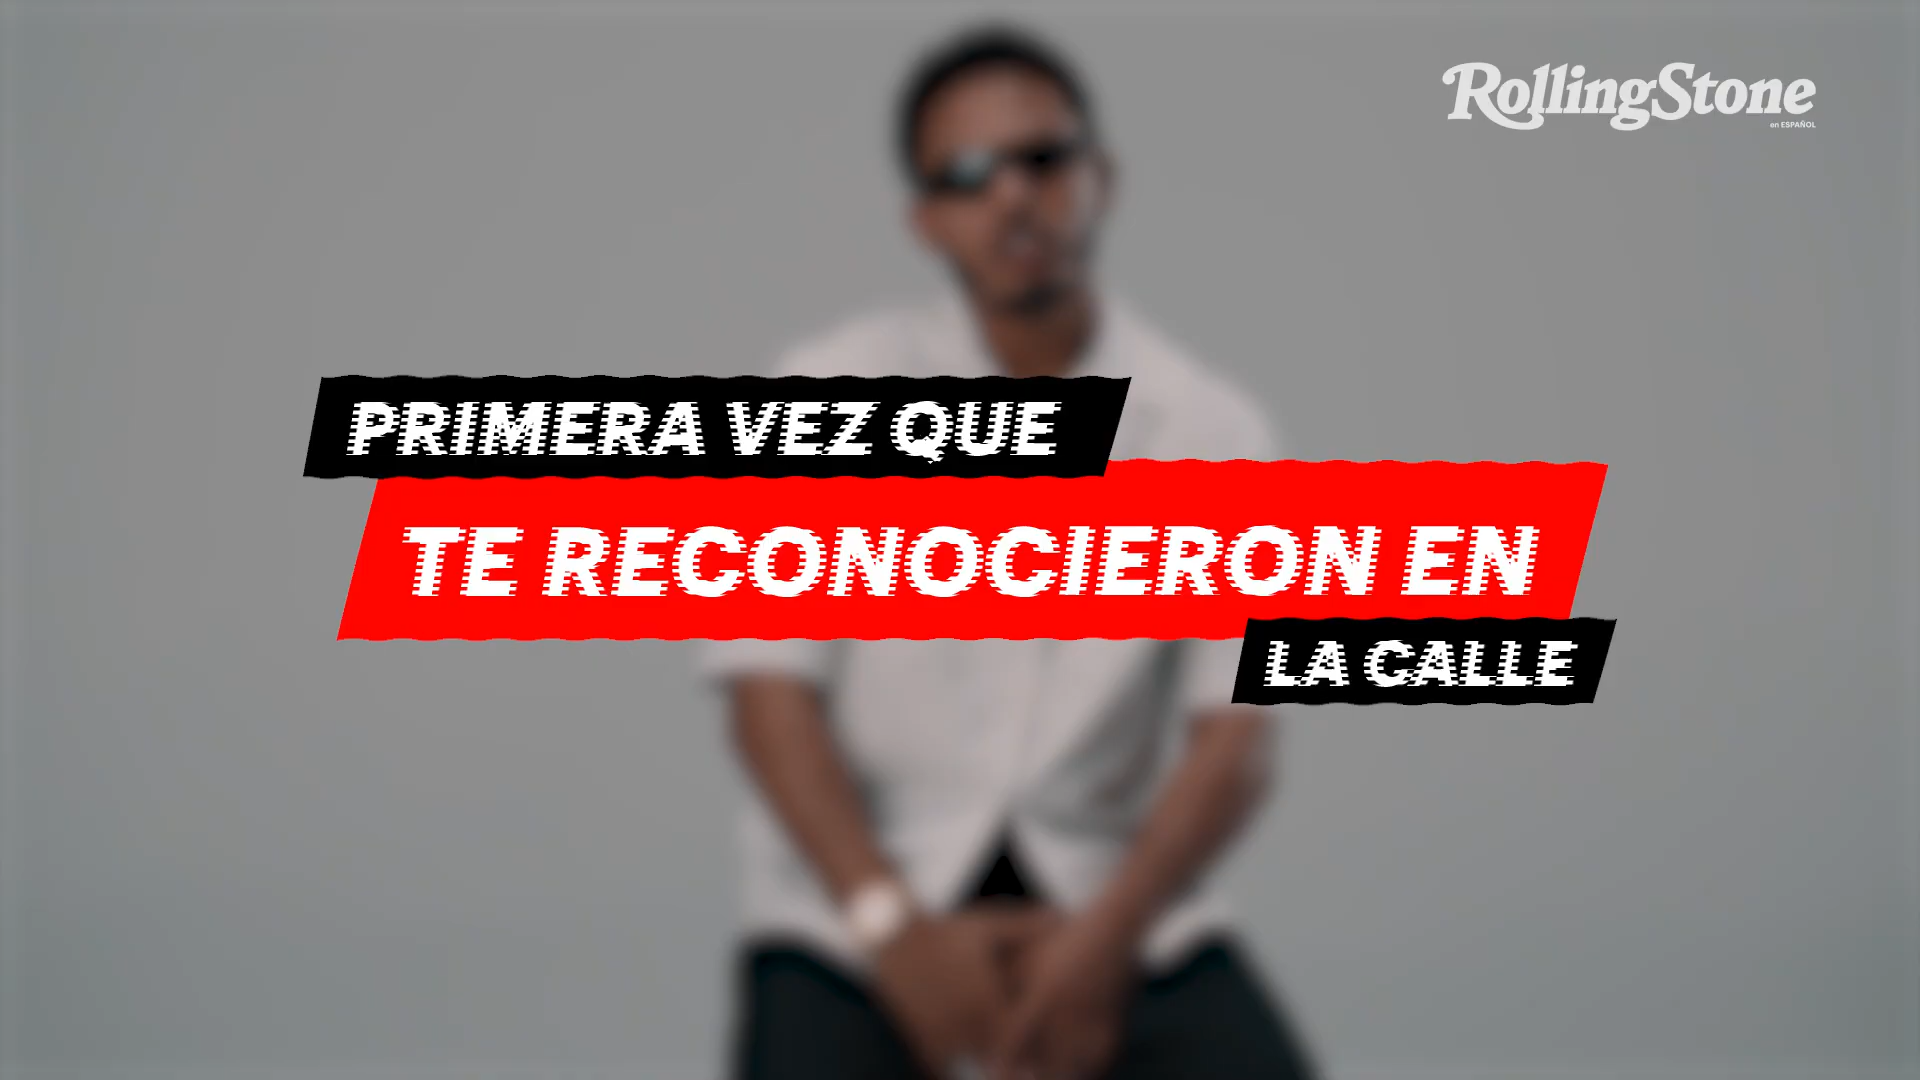 RollingStone
en ESPAÑOL
PRIMERA VEZ QUE
TE RECONOCIERON EN
LA CALLE